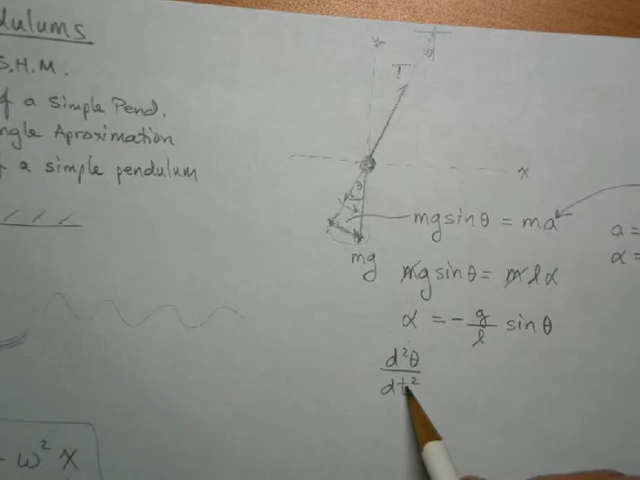 dulums
S.H.M.
f a Simple Pend.
ngle Aproximation
f a simple pendulum
T
x
θ
mg sin θ = ma
a =
mg
mg sin θ = m l α
α =
α = - g/l sin θ
d²θ
dt²
- ω² x